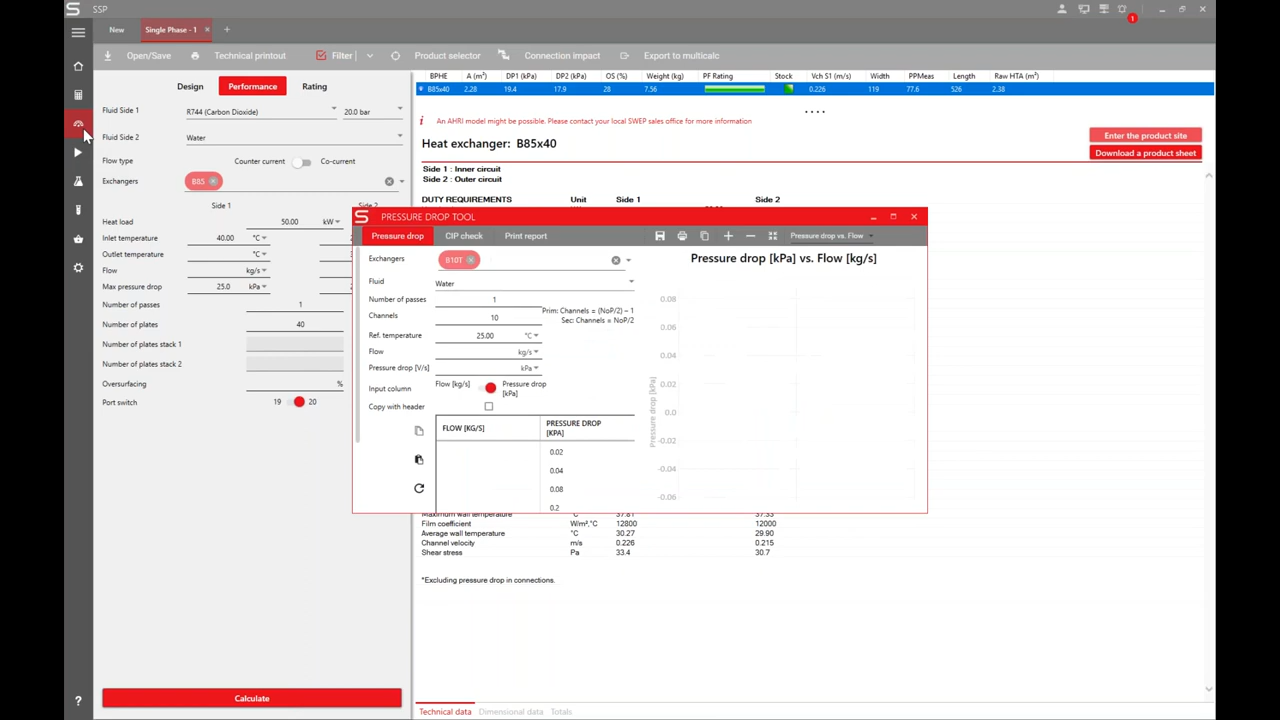 SSP
1
New
Single Phase - 1
Open/Save
Technical printout
Filter
Product selector
Connection impact
Export to multicalc
Design
Performance
Rating
Fluid Side 1
R744 (Carbon Dioxide)
20.0 bar
Fluid Side 2
Water
Flow type
Counter current
Co-current
Exchangers
B85
Side 1
Side 2
Heat load
50.00
kW
Inlet temperature
40.00
°C
Outlet temperature
°C
Flow
kg/s
Max pressure drop
25.0
kPa
Number of passes
1
Number of plates
40
Number of plates stack 1
Number of plates stack 2
Oversurfacing
%
Port switch
19
20
Calculate
BPHE A (m²) DP1 (kPa) DP2 (kPa) OS (%) Weight (kg) PF Rating Stock Vch S1 (m/s) Width PPMeas Length Raw HTA (m²)
B85x40 2.28 19.4 17.9 28 7.56 0.226 119 77.6 526 2.38
An AHRI model might be possible. Please contact your local SWEP sales office for more information
Heat exchanger: B85x40
Enter the product site
Download a product sheet
Side 1 : Inner circuit
Side 2 : Outer circuit
DUTY REQUIREMENTS Unit Side 1 Side 2
PRESSURE DROP TOOL
Pressure drop
CIP check
Print report
Pressure drop vs. Flow
Exchangers
B10T
Fluid
Water
Number of passes
1
Channels
10
Prim: Channels = (NoP/2) – 1
Sec: Channels = NoP/2
Ref. temperature
25.00
°C
Flow
kg/s
Pressure drop [V/s]
kPa
Input column
Flow [kg/s]
Pressure drop
[kPa]
Copy with header
FLOW [KG/S]
PRESSURE DROP
[KPA]
0.02
0.04
0.08
0.2
Pressure drop [kPa] vs. Flow [kg/s]
Pressure drop [kPa]
0.08
0.06
0.04
0.02
0.0
-0.02
-0.04
-0.06
Maximum wall temperature °C 37.81 37.33
Film coefficient W/m²,°C 12800 12000
Average wall temperature °C 30.27 29.90
Channel velocity m/s 0.226 0.215
Shear stress Pa 33.4 30.7
*Excluding pressure drop in connections.
Technical data
Dimensional data
Totals